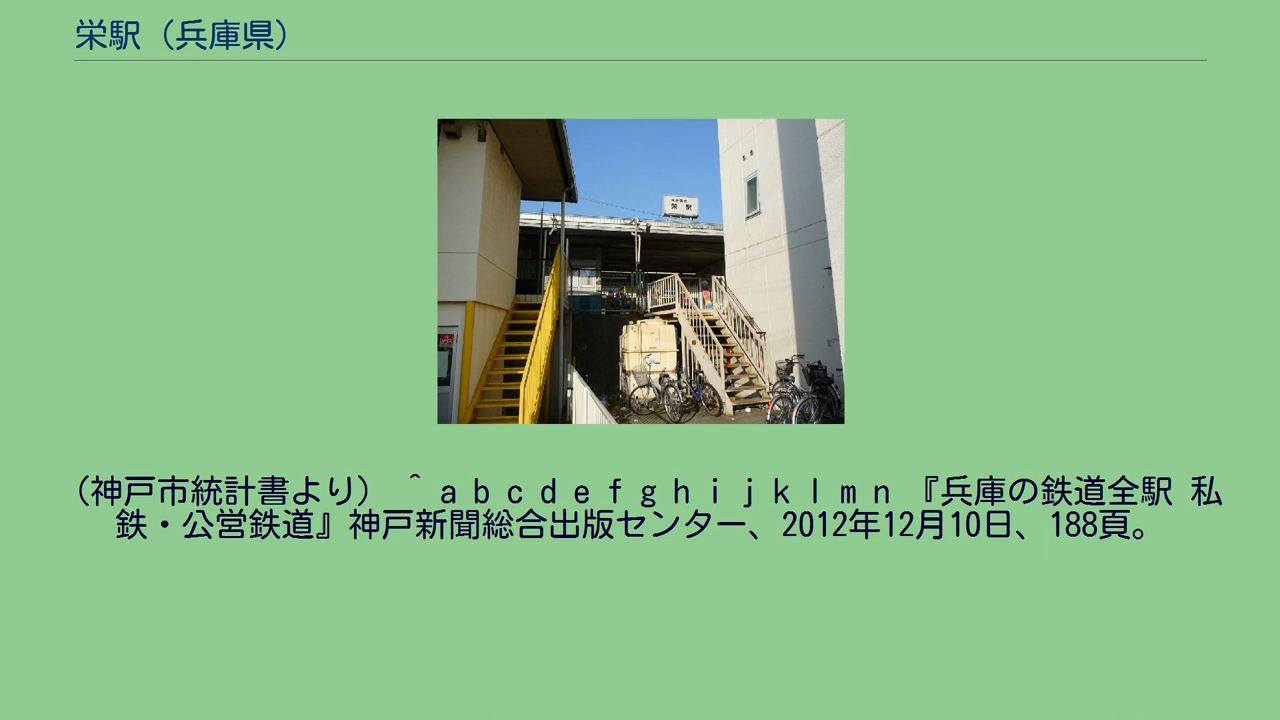 栄駅（兵庫県）
栄 駅
（神戸市統計書より） ^ a b c d e f g h i j k l m n 『兵庫の鉄道全駅 私
鉄・公営鉄道』神戸新聞総合出版センター、2012年12月10日、188頁。